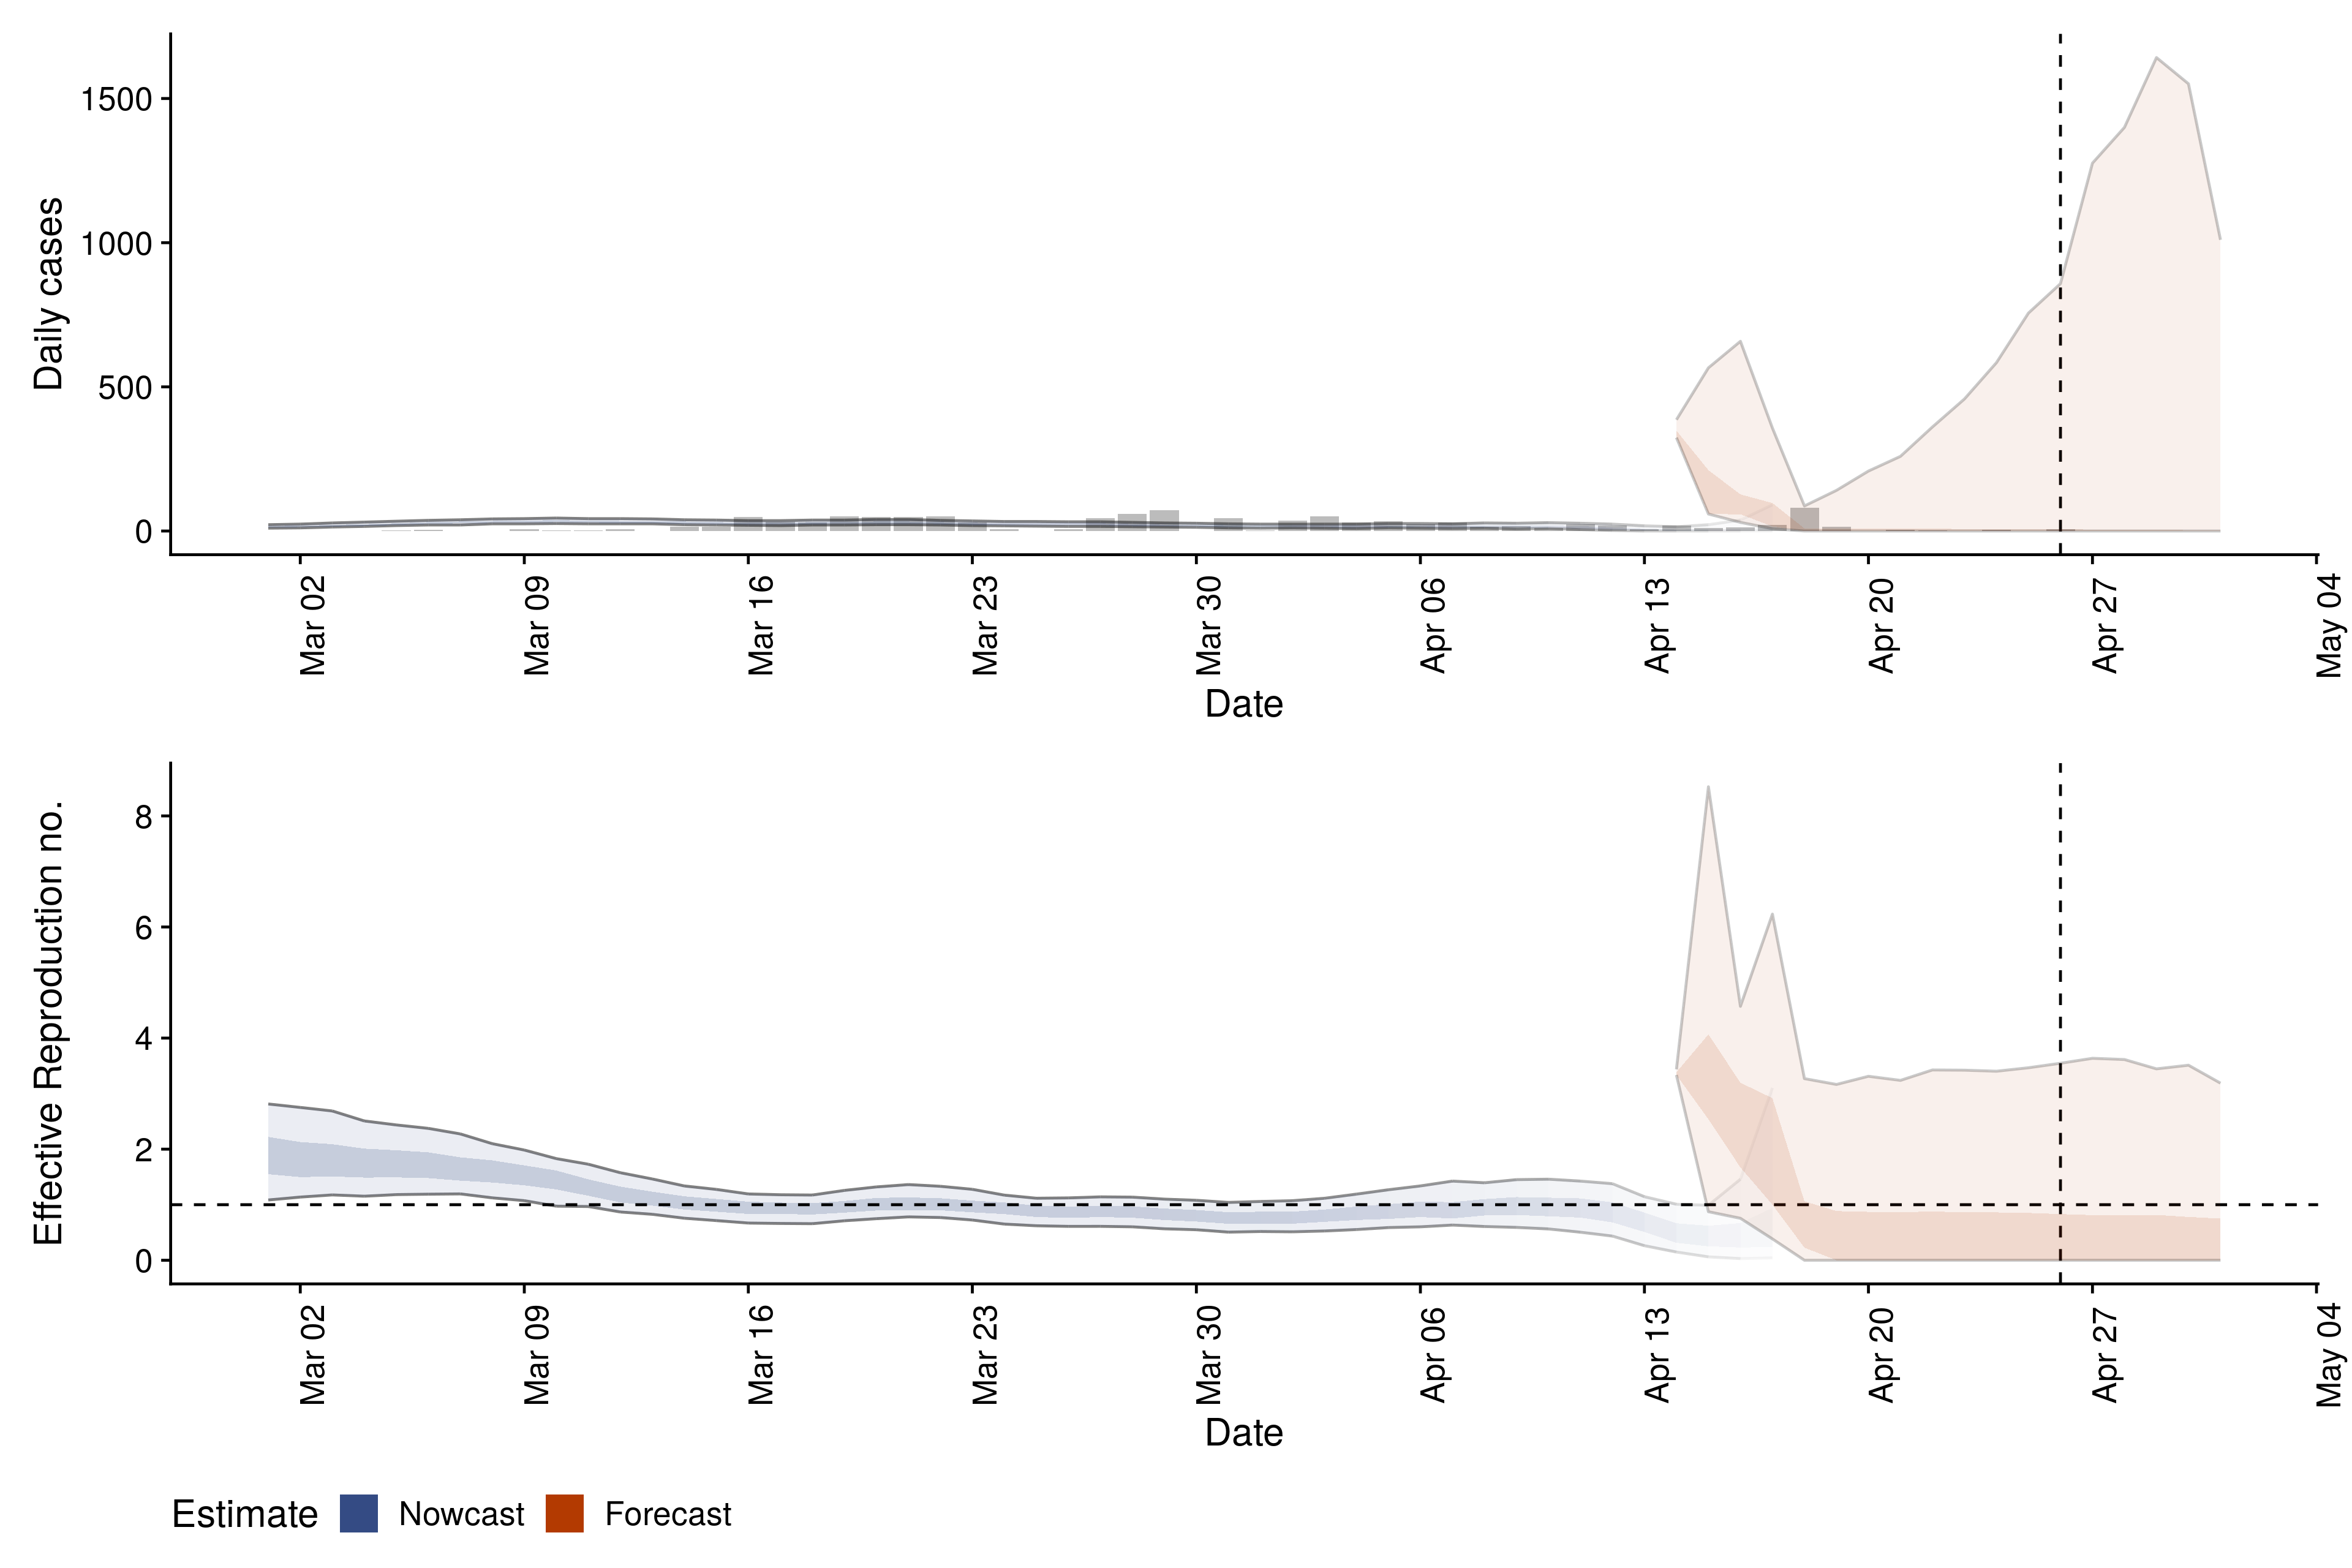 Daily cases
1500
1000
500
0
Mar 02
Mar 09
Mar 16
Mar 23
Mar 30
Apr 06
Apr 13
Apr 20
Apr 27
May 04
Date
Effective Reproduction no.
8
6
4
2
0
Mar 02
Mar 09
Mar 16
Mar 23
Mar 30
Apr 06
Apr 13
Apr 20
Apr 27
May 04
Date
Estimate Nowcast Forecast